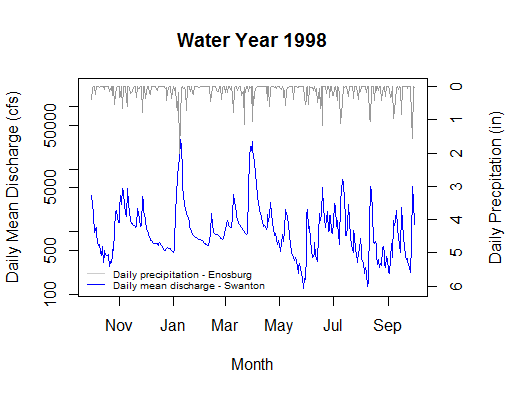 Water Year 1998
Daily Mean Discharge (cfs)
100 500 5000 50000
0 1 2 3 4 5 6
Daily Precpitation (in)
Daily precipitation - Enosburg
Daily mean discharge - Swanton
Nov Jan Mar May Jul Sep
Month